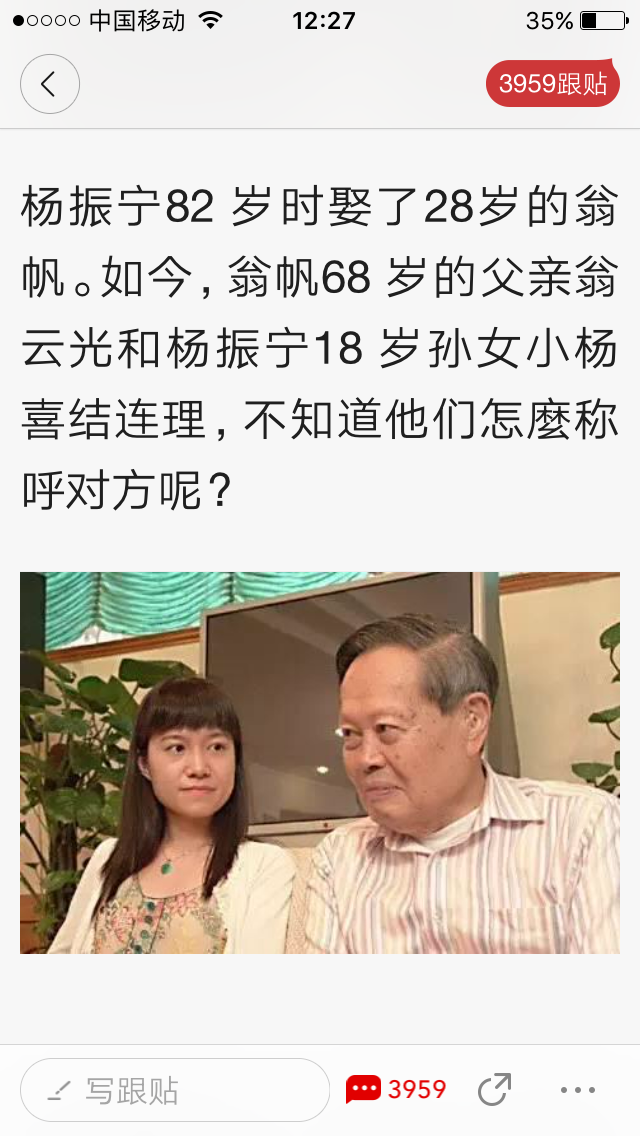 中国移动 12:27 35%
3959跟贴
杨振宁82 岁时娶了28岁的翁
帆。如今，翁帆68 岁的父亲翁
云光和杨振宁18 岁孙女小杨
喜结连理，不知道他们怎麼称
呼对方呢？
写跟贴 3959